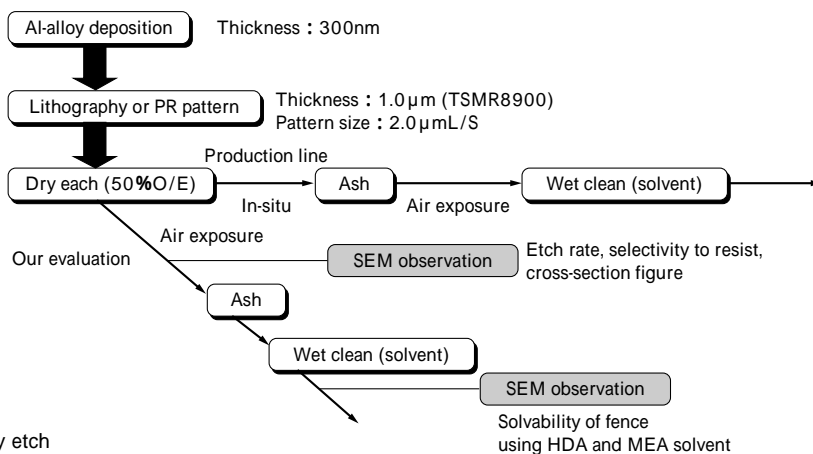 Al-alloy deposition
Thickness : 300nm
Lithography or PR pattern
Thickness : 1.0μm (TSMR8900)
Pattern size : 2.0μmL/S
Production line
Dry each (50%O/E)
Ash
Wet clean (solvent)
In-situ
Air exposure
Air exposure
Our evaluation
SEM observation
Etch rate, selectivity to resist,
cross-section figure
Ash
Wet clean (solvent)
SEM observation
Solvability of fence
using HDA and MEA solvent
etch